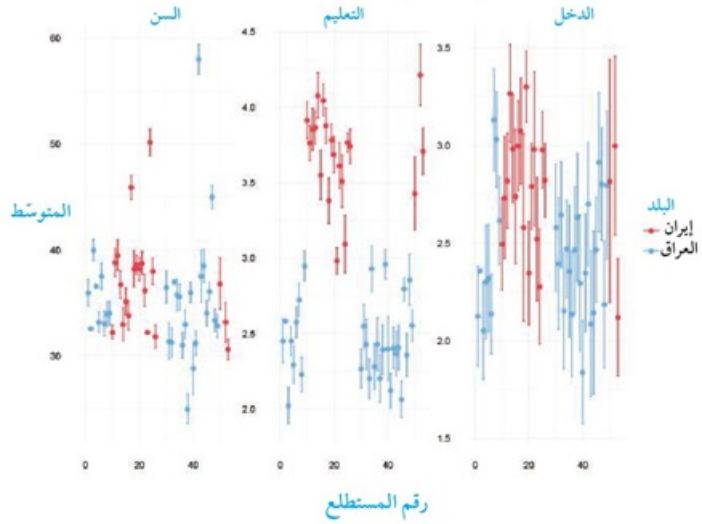 السن
التعليم
الدخل
60
50
40
30
4.5
4.0
3.5
3.0
2.5
2.0
3.5
3.0
2.5
2.0
1.5
المتوسّط
البلد
إيران
العراق
0 20 40
0 20 40
0 20 40
رقم المستطلع